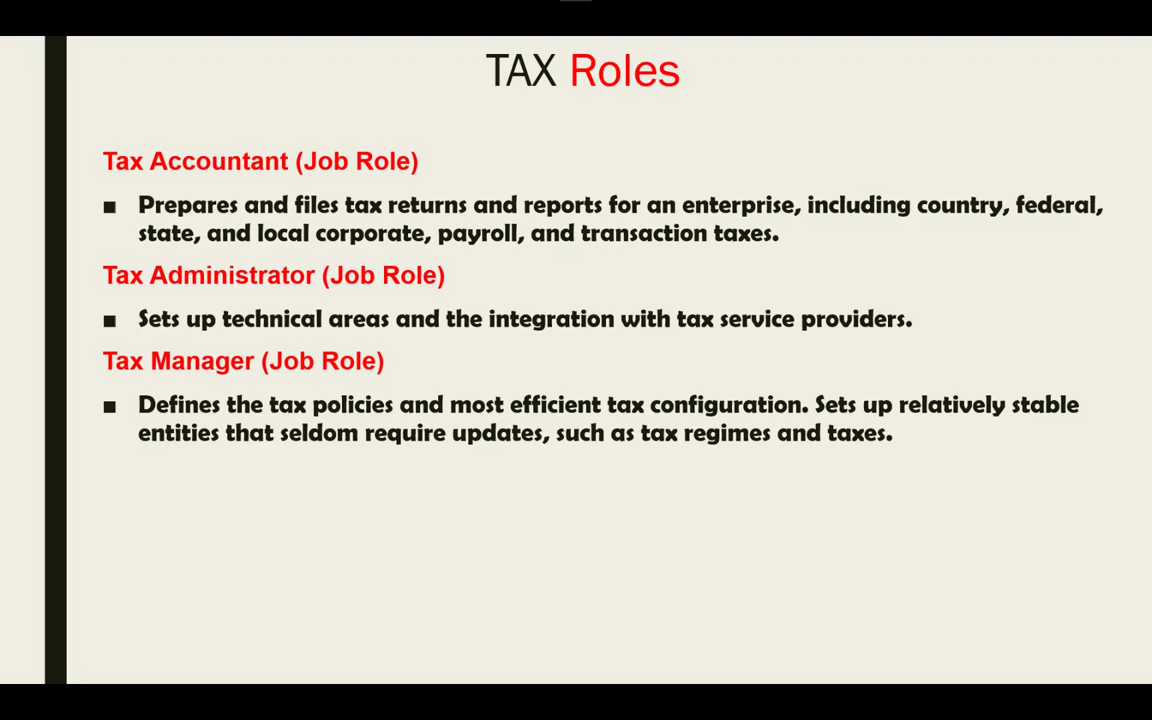 TAX Roles
Tax Accountant (Job Role)
■ Prepares and files tax returns and reports for an enterprise, including country, federal,
state, and local corporate, payroll, and transaction taxes.
Tax Administrator (Job Role)
■ Sets up technical areas and the integration with tax service providers.
Tax Manager (Job Role)
■ Defines the tax policies and most efficient tax configuration. Sets up relatively stable
entities that seldom require updates, such as tax regimes and taxes.